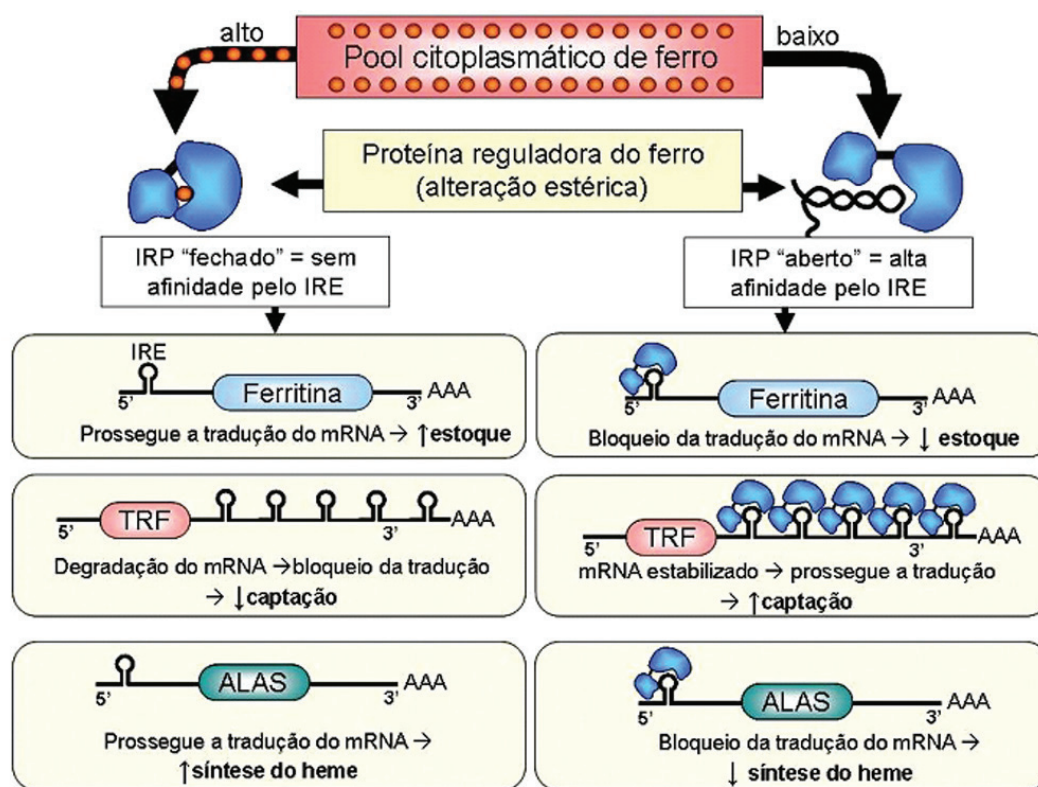 alto
Pool citoplasmático de ferro
baixo
Proteína reguladora do ferro
(alteração estérica)
IRP “fechado” = sem
afinidade pelo IRE
IRP “aberto” = alta
afinidade pelo IRE
IRE
5' Ferritina 3' AAA
Prossegue a tradução do mRNA → ↑estoque
5' Ferritina 3' AAA
Bloqueio da tradução do mRNA → ↓ estoque
5' TRF 3' AAA
Degradação do mRNA →bloqueio da tradução
→ ↓captação
5' TRF 3' AAA
mRNA estabilizado → prossegue a tradução
→ ↑captação
5' ALAS 3' AAA
Prossegue a tradução do mRNA →
↑síntese do heme
5' ALAS 3' AAA
Bloqueio da tradução do mRNA →
↓ síntese do heme